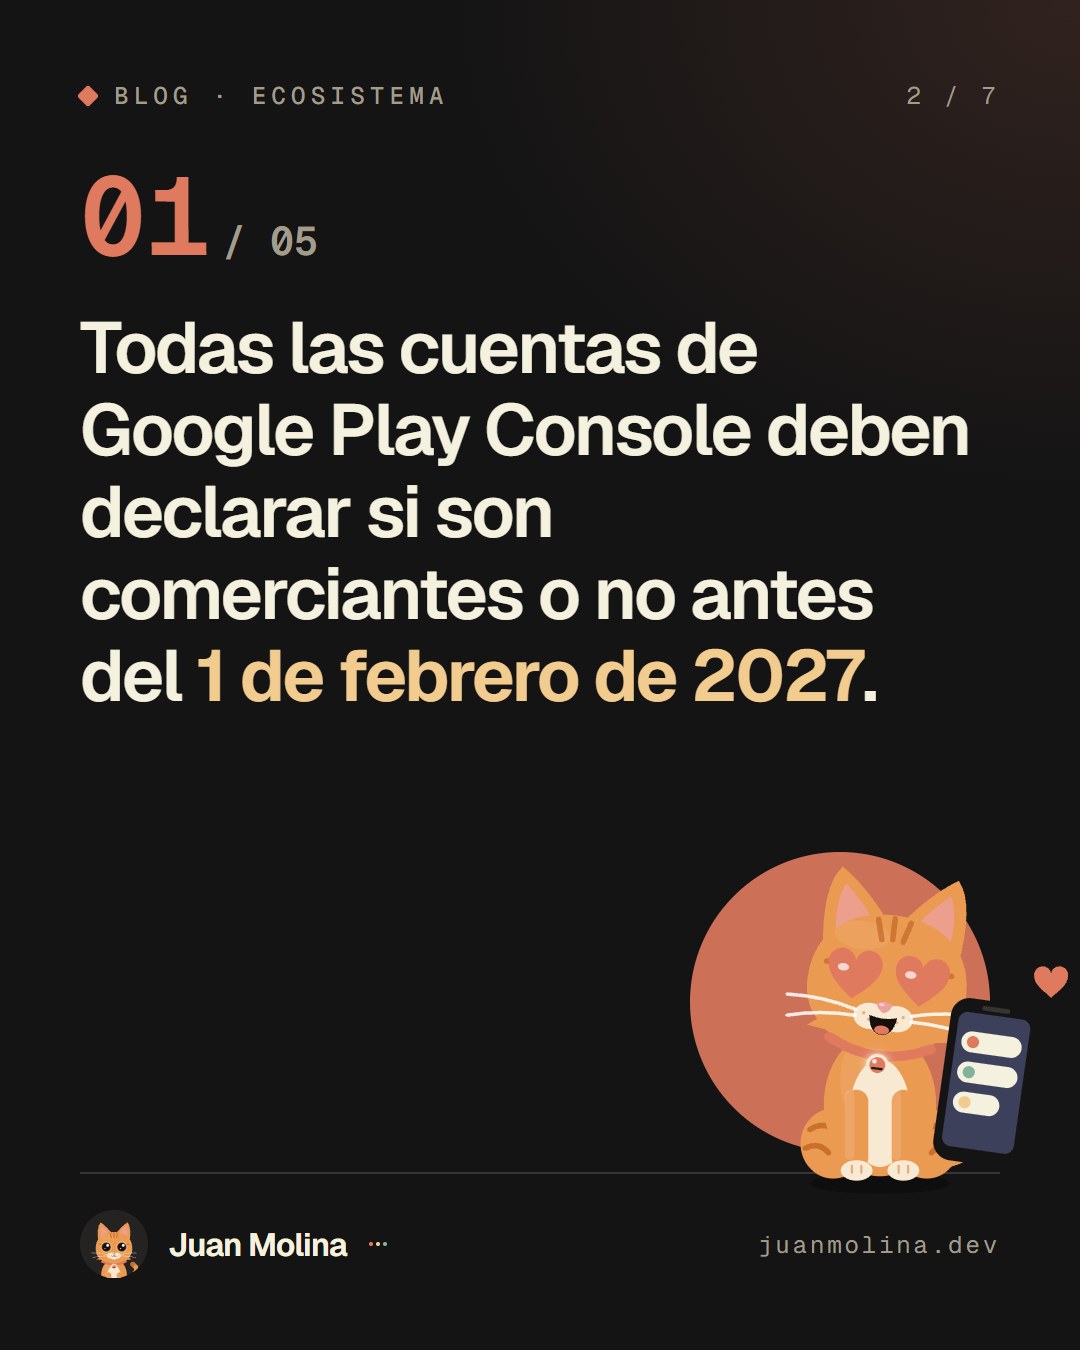 BLOG · ECOSISTEMA
2 / 7
01 / 05
Todas las cuentas de
Google Play Console deben
declarar si son
comerciantes o no antes
del 1 de febrero de 2027.
Juan Molina
juanmolina.dev